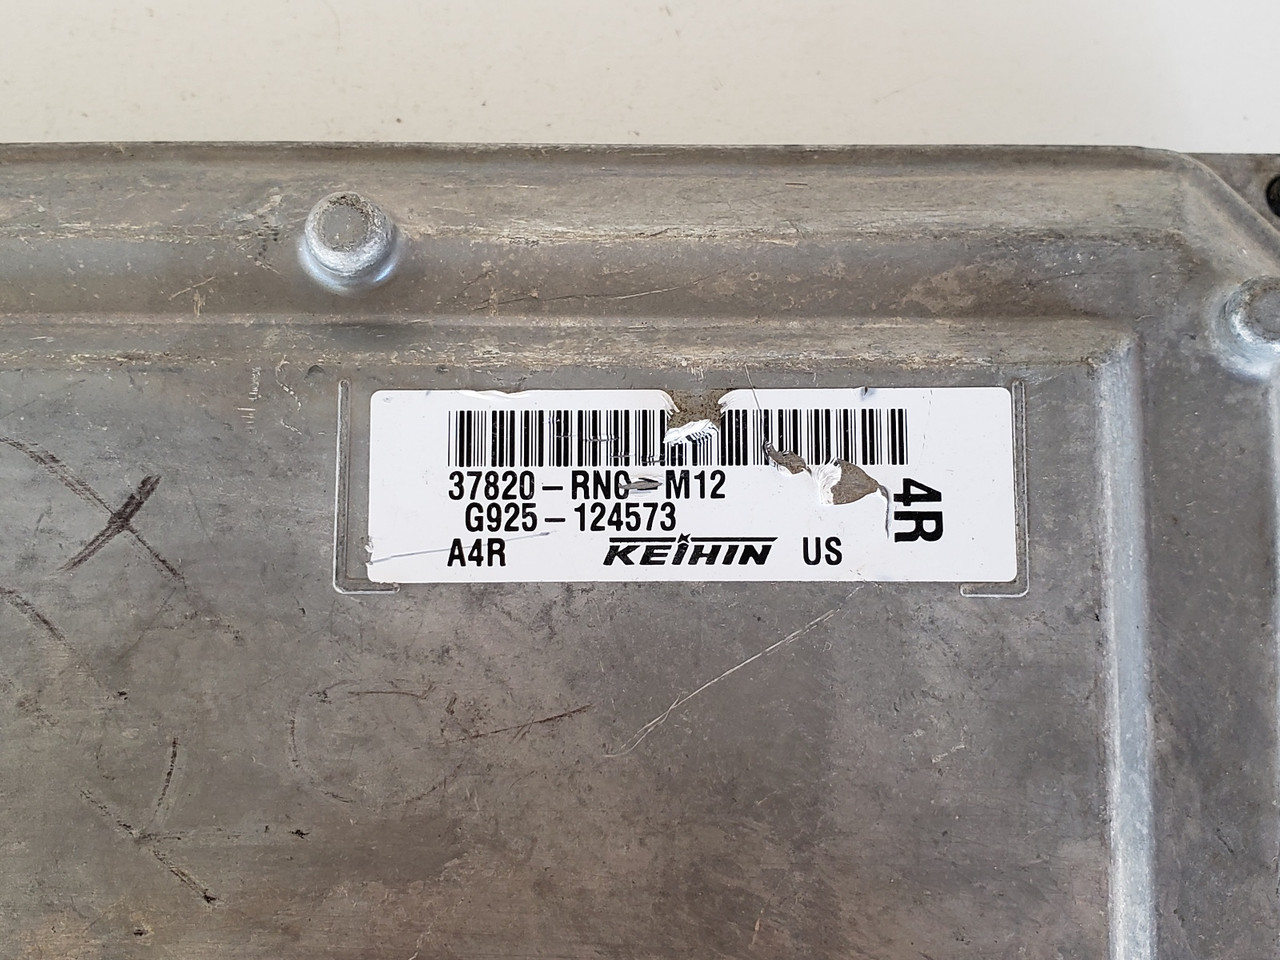 37820-RN0-M12
G925-124573
A4R KEIHIN US
4R